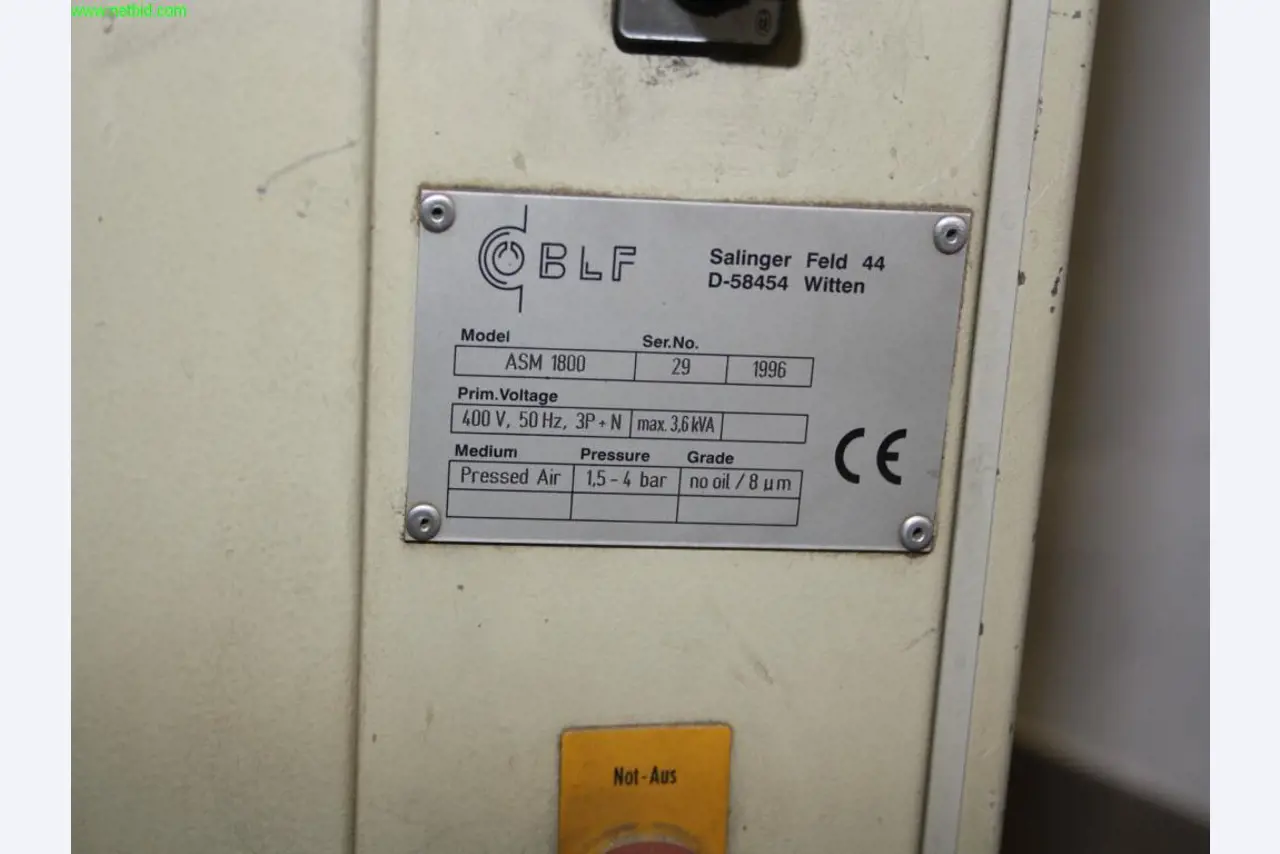 www.netbid.com
BLF
Salinger Feld 44
D-58454 Witten
Model
Ser.No.
ASM 1800
29
1996
Prim.Voltage
400 V, 50 Hz, 3P+N
max. 3,6 kVA
CE
Medium
Pressure
Grade
Pressed Air
1,5 - 4 bar
no oil / 8 µm
Not-Aus